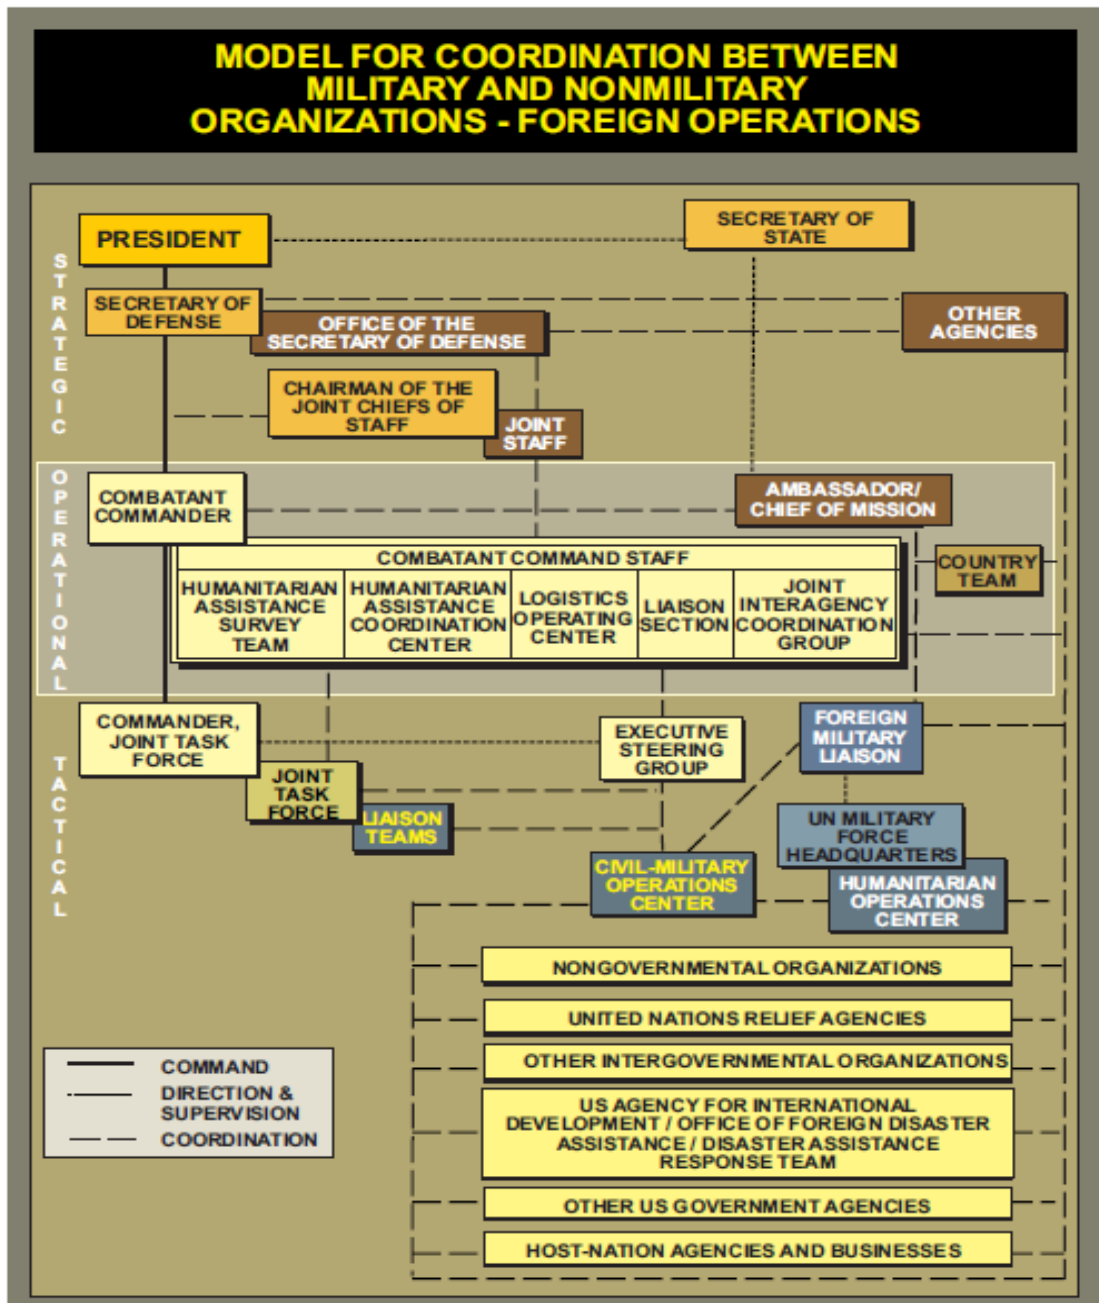 MODEL FOR COORDINATION BETWEEN
MILITARY AND NONMILITARY
ORGANIZATIONS - FOREIGN OPERATIONS
STRATEGIC
PRESIDENT
SECRETARY OF
STATE
SECRETARY OF
DEFENSE
OFFICE OF THE
SECRETARY OF DEFENSE
OTHER
AGENCIES
CHAIRMAN OF THE
JOINT CHIEFS OF
STAFF
JOINT
STAFF
OPERATIONAL
COMBATANT
COMMANDER
AMBASSADOR/
CHIEF OF MISSION
COUNTRY
TEAM
COMBATANT COMMAND STAFF
HUMANITARIAN
ASSISTANCE
SURVEY
TEAM
HUMANITARIAN
ASSISTANCE
COORDINATION
CENTER
LOGISTICS
OPERATING
CENTER
LIAISON
SECTION
JOINT
INTERAGENCY
COORDINATION
GROUP
TACTICAL
COMMANDER,
JOINT TASK
FORCE
EXECUTIVE
STEERING
GROUP
FOREIGN
MILITARY
LIAISON
JOINT
TASK
FORCE
LIAISON
TEAMS
UN MILITARY
FORCE
HEADQUARTERS
CIVIL-MILITARY
OPERATIONS
CENTER
HUMANITARIAN
OPERATIONS
CENTER
NONGOVERNMENTAL ORGANIZATIONS
UNITED NATIONS RELIEF AGENCIES
OTHER INTERGOVERNMENTAL ORGANIZATIONS
US AGENCY FOR INTERNATIONAL
DEVELOPMENT / OFFICE OF FOREIGN DISASTER
ASSISTANCE / DISASTER ASSISTANCE
RESPONSE TEAM
OTHER US GOVERNMENT AGENCIES
HOST-NATION AGENCIES AND BUSINESSES
COMMAND
DIRECTION &
SUPERVISION
COORDINATION